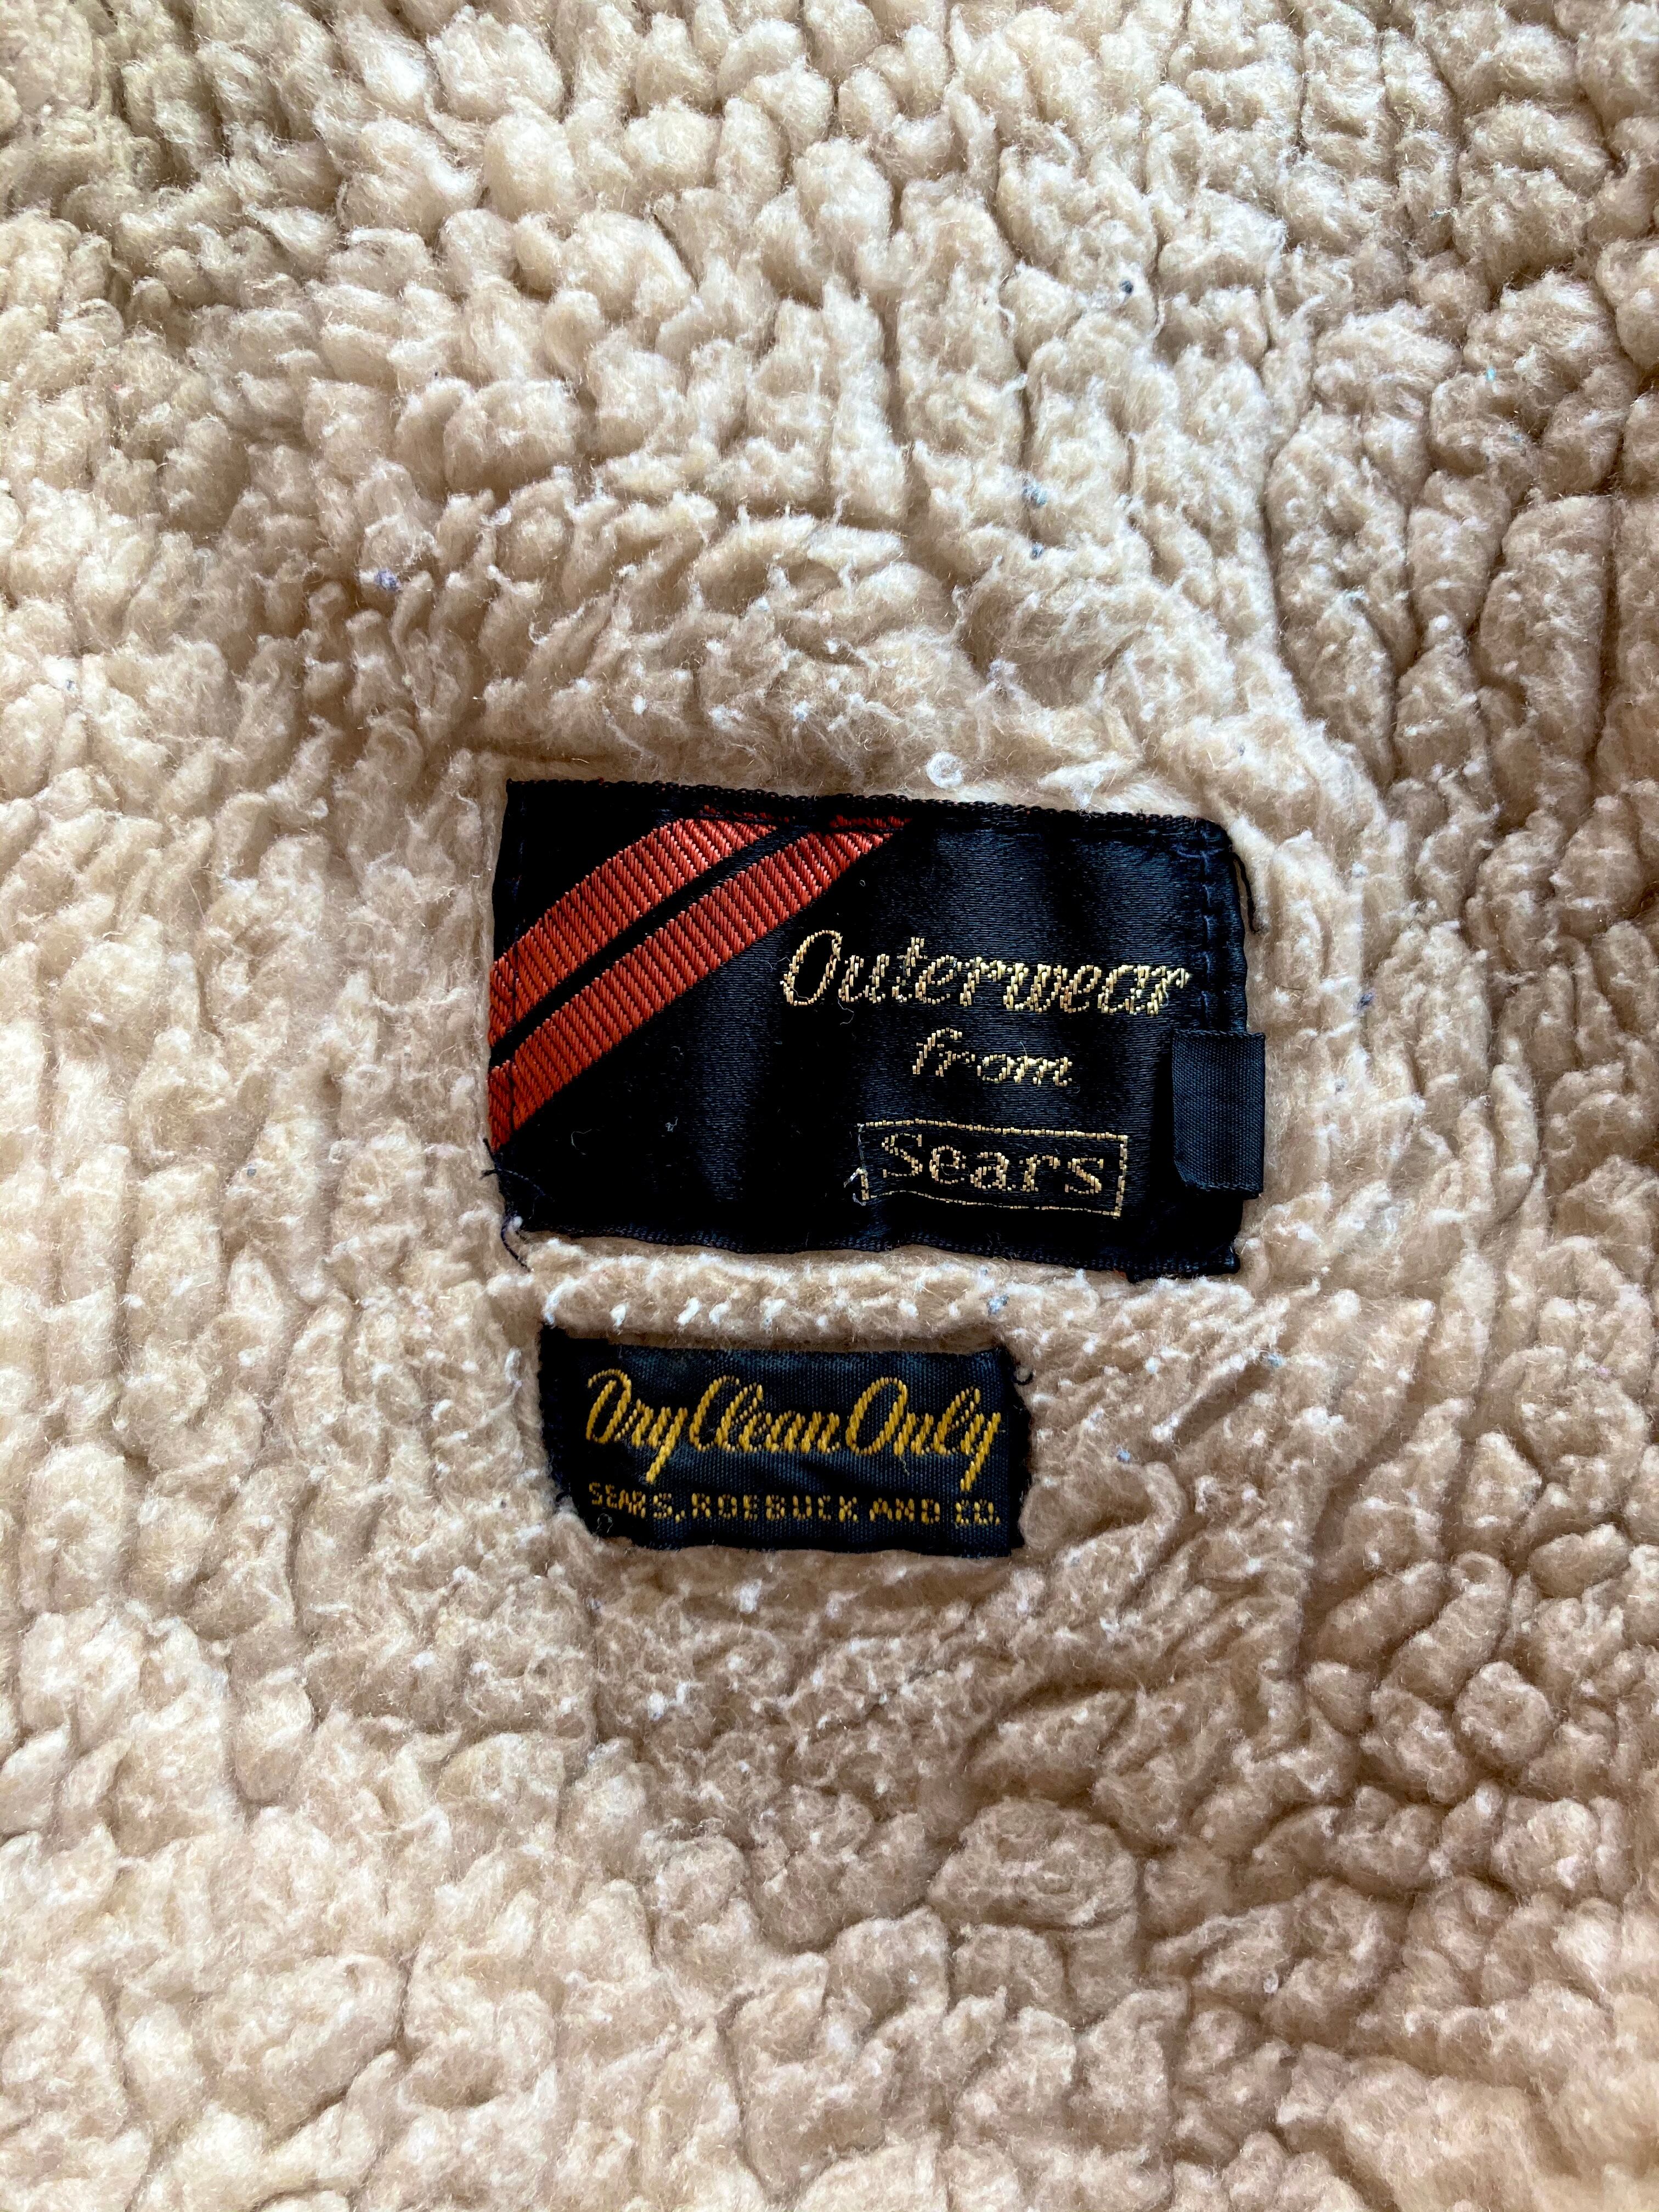 Outerwear
from
Sears
Dry Clean Only
SEARS, ROEBUCK AND CO.